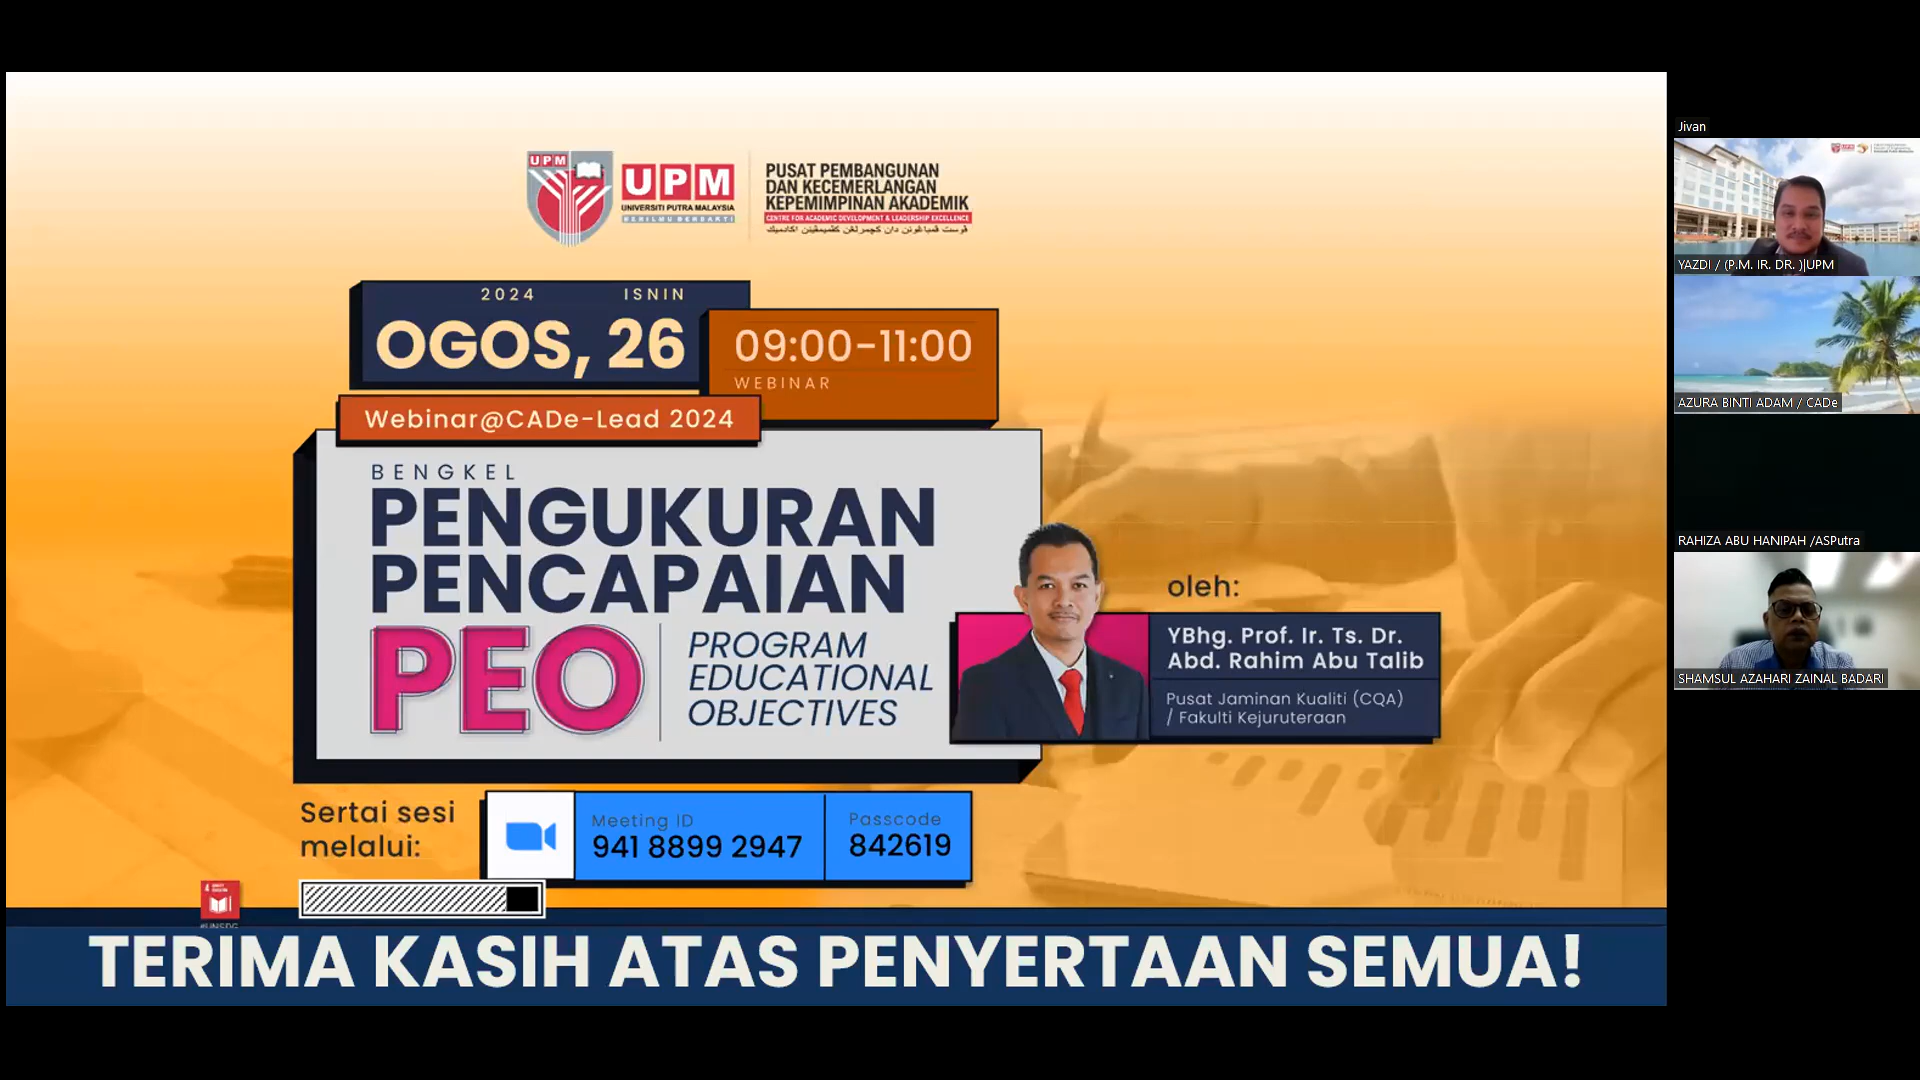 UPM
UPM
UNIVERSITI PUTRA MALAYSIA
BERILMU BERBAKTI
PUSAT PEMBANGUNAN
DAN KECEMERLANGAN
KEPEMIMPINAN AKADEMIK
CENTRE FOR ACADEMIC DEVELOPMENT & LEADERSHIP EXCELLENCE
2024 ISNIN
OGOS, 26
09:00-11:00
WEBINAR
Webinar@CADe-Lead 2024
BENGKEL
PENGUKURAN
PENCAPAIAN
PEO
PROGRAM
EDUCATIONAL
OBJECTIVES
oleh:
YBhg. Prof. Ir. Ts. Dr.
Abd. Rahim Abu Talib
Pusat Jaminan Kualiti (CQA)
/ Fakulti Kejuruteraan
Sertai sesi
melalui:
Meeting ID
941 8899 2947
Passcode
842619
4
TERIMA KASIH ATAS PENYERTAAN SEMUA!
Jivan
YAZDI / (P.M. IR. DR. )|UPM
AZURA BINTI ADAM / CADe
RAHIZA ABU HANIPAH /ASPutra
SHAMSUL AZAHARI ZAINAL BADARI